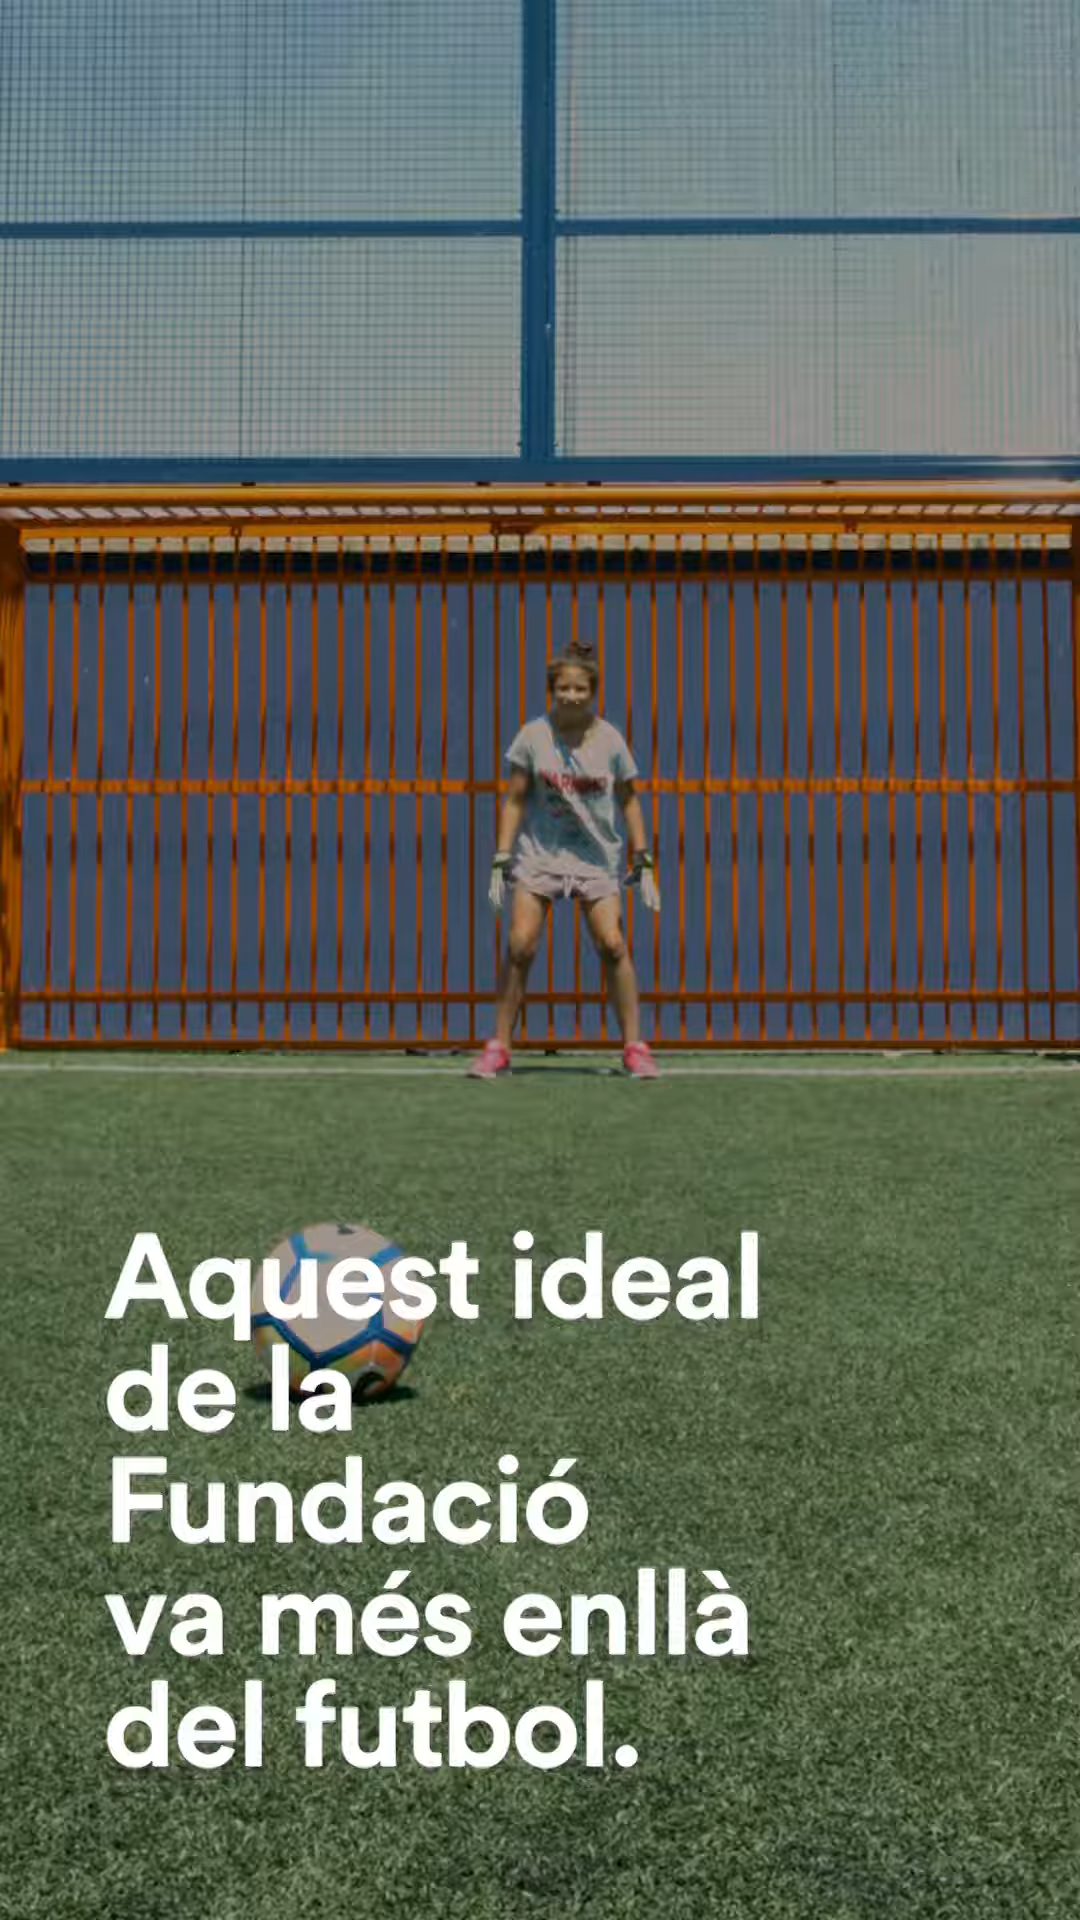 Aquest ideal
de la
Fundació
va més enllà
del futbol.